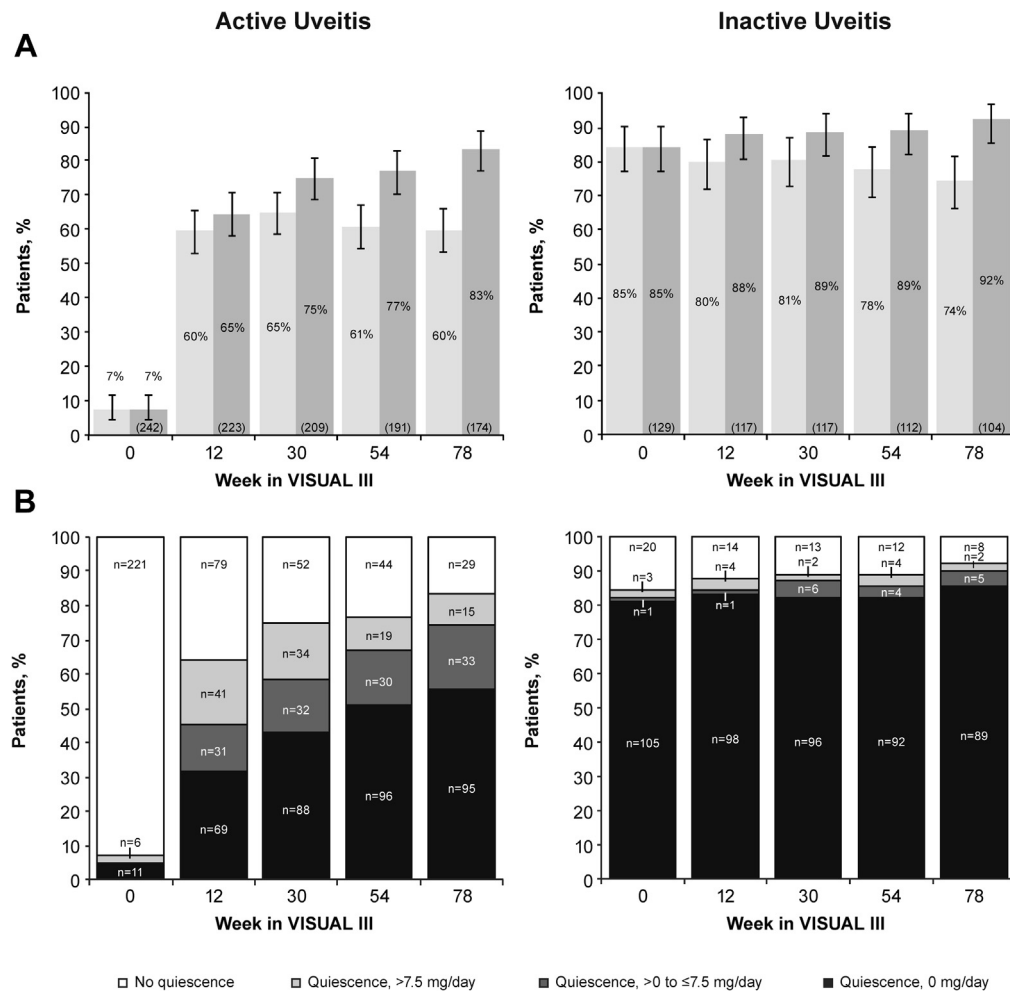 Active Uveitis
Inactive Uveitis
A
Patients, %
100
90
80
70
60
50
40
30
20
10
0
7% 7%
60% 65%
65% 75%
61% 77%
60% 83%
(242) (223) (209) (191) (174)
0 12 30 54 78
Week in VISUAL III
Patients, %
100
90
80
70
60
50
40
30
20
10
0
85% 85%
80% 88%
81% 89%
78% 89%
74% 92%
(129) (117) (117) (112) (104)
0 12 30 54 78
Week in VISUAL III
B
Patients, %
100
90
80
70
60
50
40
30
20
10
0
n=221
n=6
n=11
n=79
n=41
n=31
n=69
n=52
n=34
n=32
n=88
n=44
n=19
n=30
n=96
n=29
n=15
n=33
n=95
0 12 30 54 78
Week in VISUAL III
Patients, %
100
90
80
70
60
50
40
30
20
10
0
n=20
n=3
n=1
n=105
n=14
n=4
n=1
n=98
n=13
n=2
n=6
n=96
n=12
n=4
n=4
n=92
n=8
n=2
n=5
n=89
0 12 30 54 78
Week in VISUAL III
No quiescence
Quiescence, >7.5 mg/day
Quiescence, >0 to ≤7.5 mg/day
Quiescence, 0 mg/day